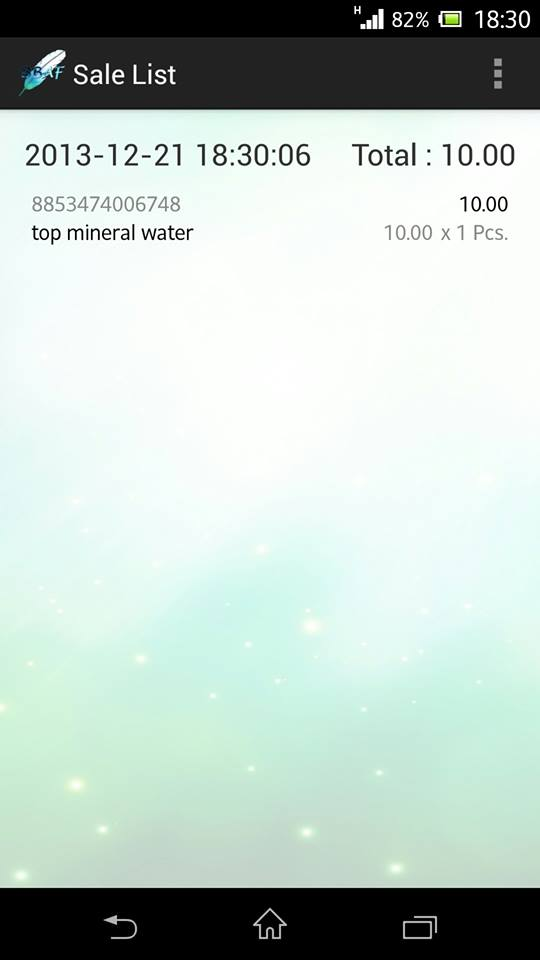 H 82% 18:30
Sale List
2013-12-21 18:30:06 Total : 10.00
8853474006748 10.00
top mineral water 10.00 x 1 Pcs.